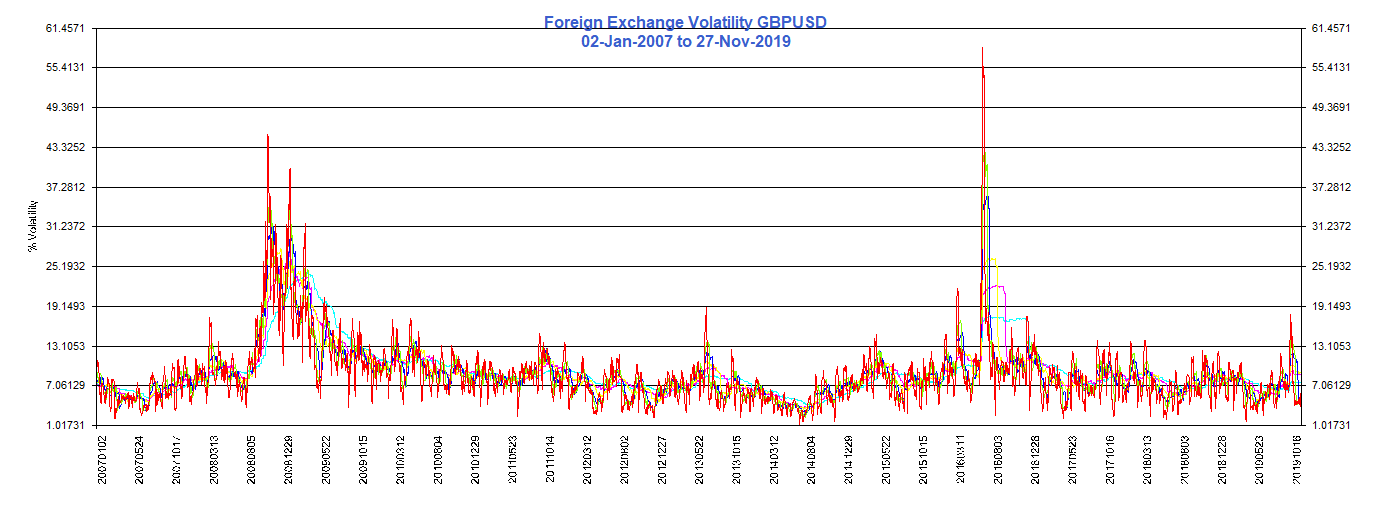 Foreign Exchange Volatility GBPUSD
02-Jan-2007 to 27-Nov-2019
61.4571 61.4571
55.4131 55.4131
49.3691 49.3691
43.3252 43.3252
37.2812 37.2812
31.2372 31.2372
25.1932 25.1932
19.1493 19.1493
13.1053 13.1053
7.06129 7.06129
1.01731 1.01731
% Volatility
20070102 20070524 20071017 20080313 20080805 20081229 20090522 20091015 20100312 20100804 20101229 20110523 20111014 20120312 20120802 20121227 20130522 20131015 20140312 20140804 20141229 20150522 20151015 20160311 20160803 20161228 20170523 20171016 20180313 20180803 20181228 20190523 20191016